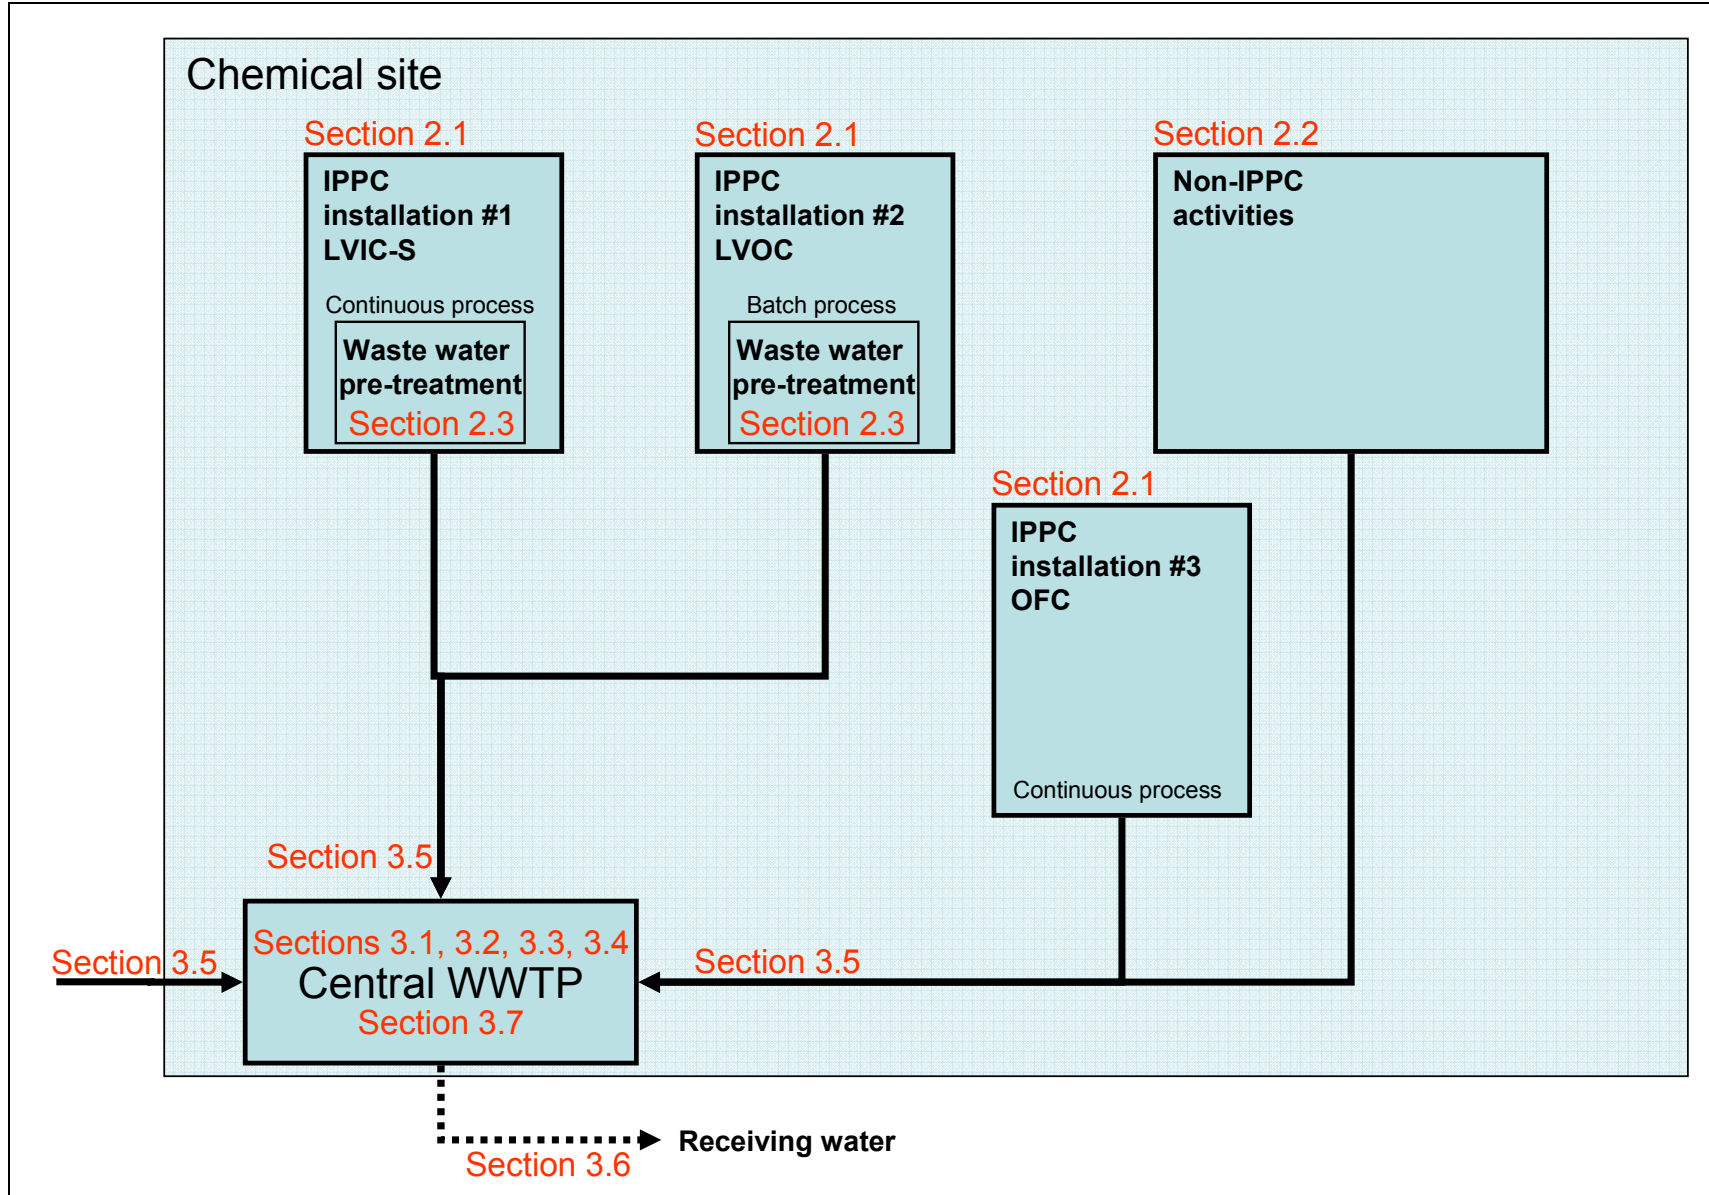 Chemical site
Section 2.1
IPPC
installation #1
LVIC-S
Continuous process
Waste water
pre-treatment
Section 2.3
Section 2.1
IPPC
installation #2
LVOC
Batch process
Waste water
pre-treatment
Section 2.3
Section 2.2
Non-IPPC
activities
Section 2.1
IPPC
installation #3
OFC
Continuous process
Section 3.5
Section 3.5
Sections 3.1, 3.2, 3.3, 3.4
Central WWTP
Section 3.7
Section 3.5
Receiving water
Section 3.6